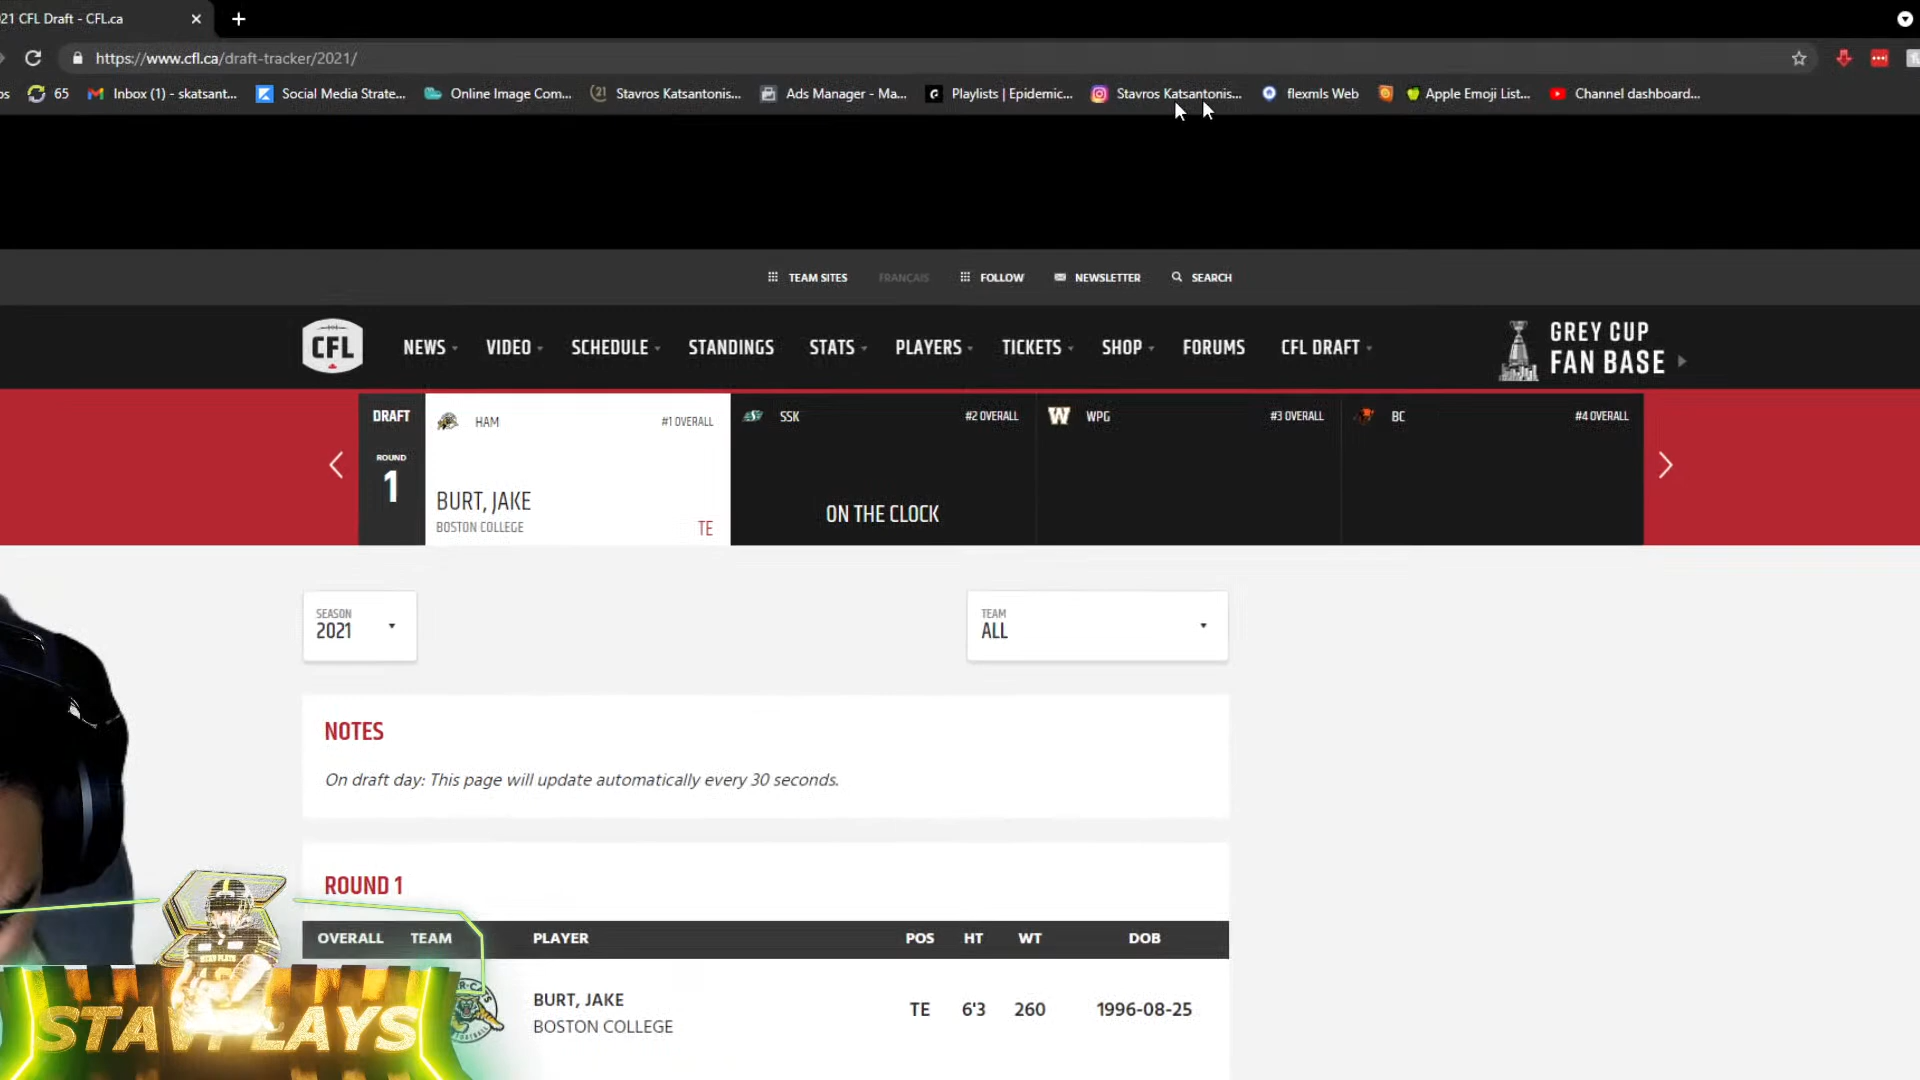 21 CFL Draft - CFL.ca
https://www.cfl.ca/draft-tracker/2021/
65 Inbox (1) - skatsant... Social Media Strate... Online Image Com... Stavros Katsantonis... Ads Manager - Ma... Playlists | Epidemic... Stavros Katsantonis... flexmls Web Apple Emoji List... Channel dashboard...
TEAM SITES FRANÇAIS FOLLOW NEWSLETTER SEARCH
CFL NEWS VIDEO SCHEDULE STANDINGS STATS PLAYERS TICKETS SHOP FORUMS CFL DRAFT
GREY CUP
FAN BASE
DRAFT
ROUND
1
HAM #1 OVERALL
BURT, JAKE
BOSTON COLLEGE TE
SSK #2 OVERALL
ON THE CLOCK
W WPG #3 OVERALL
BC #4 OVERALL
SEASON
2021
TEAM
ALL
NOTES
On draft day: This page will update automatically every 30 seconds.
ROUND 1
OVERALL TEAM PLAYER POS HT WT DOB
BURT, JAKE
BOSTON COLLEGE
TE 6'3 260 1996-08-25